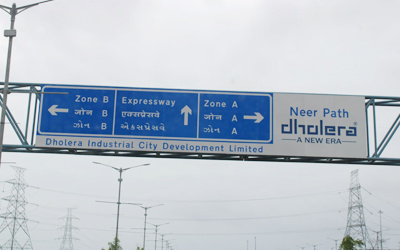 Zone B
जोन B
ઝોન B
Expressway
एक्सप्रेसवे
એક્સપ્રેસવે
Zone A
जोन A
ઝોન A
Neer Path
dholera
A NEW ERA
Dholera Industrial City Development Limited